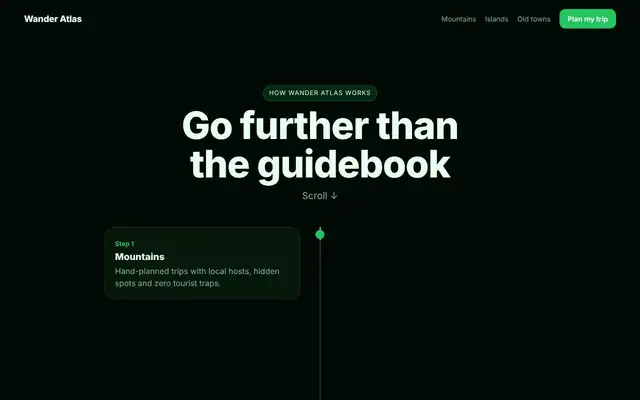 Wander Atlas
Mountains Islands Old towns Plan my trip
HOW WANDER ATLAS WORKS
Go further than
the guidebook
Scroll ↓
Step 1
Mountains
Hand-planned trips with local hosts, hidden
spots and zero tourist traps.